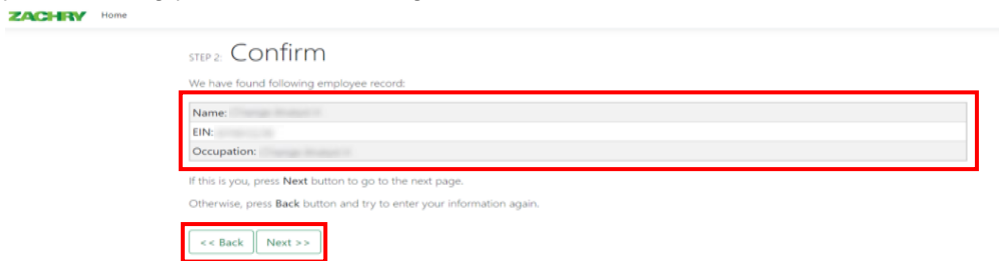 ZACHRY Home
STEP 2: Confirm
We have found following employee record:
Name:
EIN:
Occupation:
If this is you, press Next button to go to the next page.
Otherwise, press Back button and try to enter your information again.
<< Back Next >>